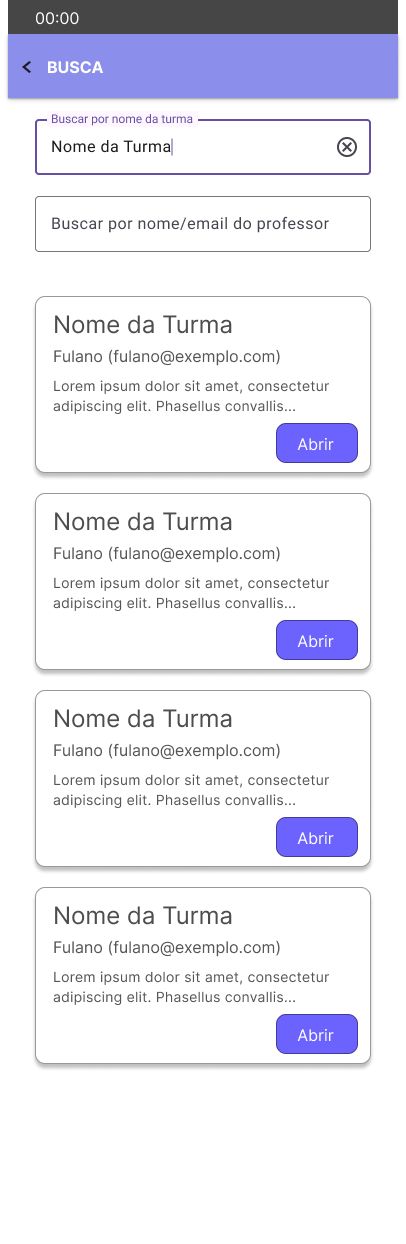 00:00
BUSCA
Buscar por nome da turma
Nome da Turma
Buscar por nome/email do professor
Nome da Turma
Fulano (fulano@exemplo.com)
Lorem ipsum dolor sit amet, consectetur
adipiscing elit. Phasellus convallis...
Abrir
Nome da Turma
Fulano (fulano@exemplo.com)
Lorem ipsum dolor sit amet, consectetur
adipiscing elit. Phasellus convallis...
Abrir
Nome da Turma
Fulano (fulano@exemplo.com)
Lorem ipsum dolor sit amet, consectetur
adipiscing elit. Phasellus convallis...
Abrir
Nome da Turma
Fulano (fulano@exemplo.com)
Lorem ipsum dolor sit amet, consectetur
adipiscing elit. Phasellus convallis...
Abrir